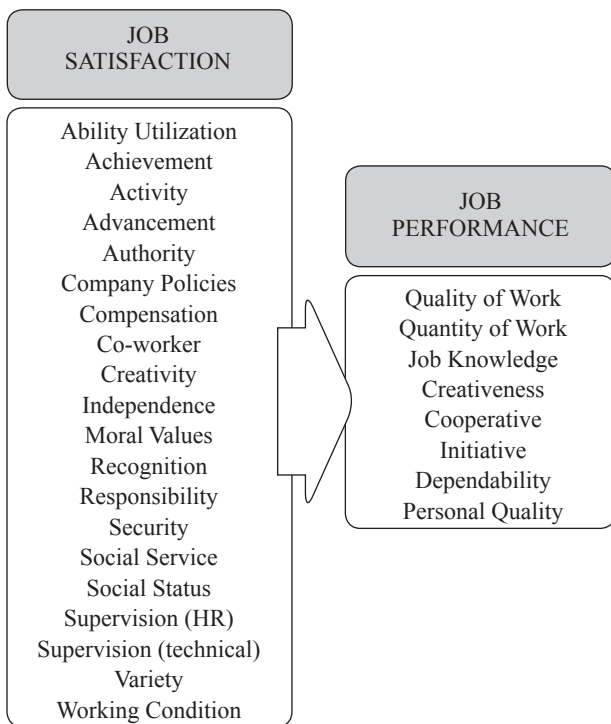 JOB
SATISFACTION
Ability Utilization
Achievement
Activity
Advancement
Authority
Company Policies
Compensation
Co-worker
Creativity
Independence
Moral Values
Recognition
Responsibility
Security
Social Service
Social Status
Supervision (HR)
Supervision (technical)
Variety
Working Condition
JOB
PERFORMANCE
Quality of Work
Quantity of Work
Job Knowledge
Creativeness
Cooperative
Initiative
Dependability
Personal Quality